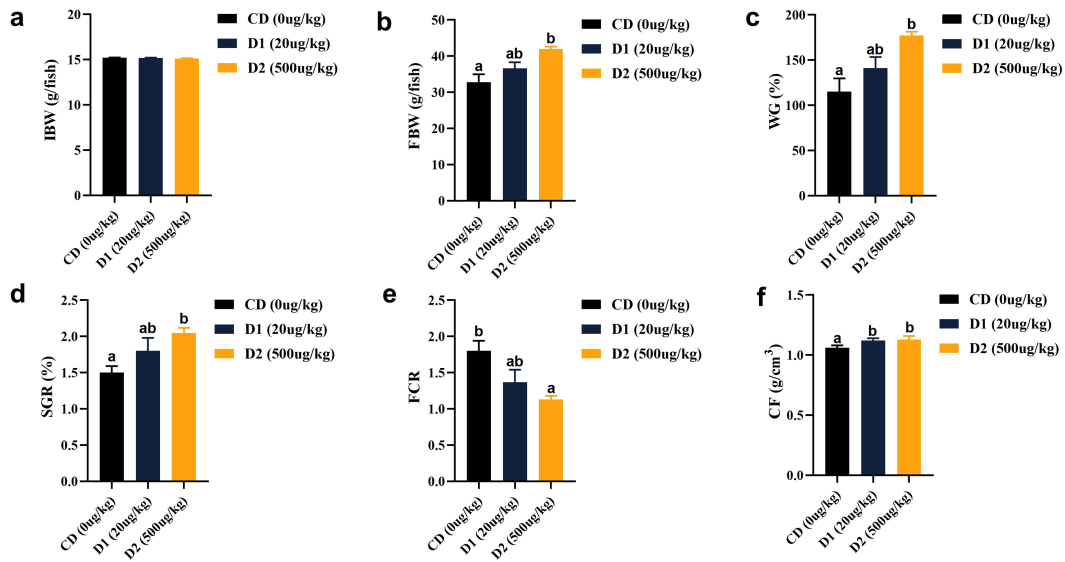 a
IBW (g/fish)
20
15
10
5
0
CD (0ug/kg)
D1 (20ug/kg)
D2 (500ug/kg)
CD (0ug/kg)
D1 (20ug/kg)
D2 (500ug/kg)
b
FBW (g/fish)
50
40
30
20
10
0
a
ab
b
CD (0ug/kg)
D1 (20ug/kg)
D2 (500ug/kg)
CD (0ug/kg)
D1 (20ug/kg)
D2 (500ug/kg)
c
WG (%)
200
150
100
50
0
a
ab
b
CD (0ug/kg)
D1 (20ug/kg)
D2 (500ug/kg)
CD (0ug/kg)
D1 (20ug/kg)
D2 (500ug/kg)
d
SGR (%)
2.5
2.0
1.5
1.0
0.5
0.0
a
ab
b
CD (0ug/kg)
D1 (20ug/kg)
D2 (500ug/kg)
CD (0ug/kg)
D1 (20ug/kg)
D2 (500ug/kg)
e
FCR
2.5
2.0
1.5
1.0
0.5
0.0
b
ab
a
CD (0ug/kg)
D1 (20ug/kg)
D2 (500ug/kg)
CD (0ug/kg)
D1 (20ug/kg)
D2 (500ug/kg)
f
CF (g/cm³)
1.5
1.0
0.5
0.0
a
b
b
CD (0ug/kg)
D1 (20ug/kg)
D2 (500ug/kg)
CD (0ug/kg)
D1 (20ug/kg)
D2 (500ug/kg)